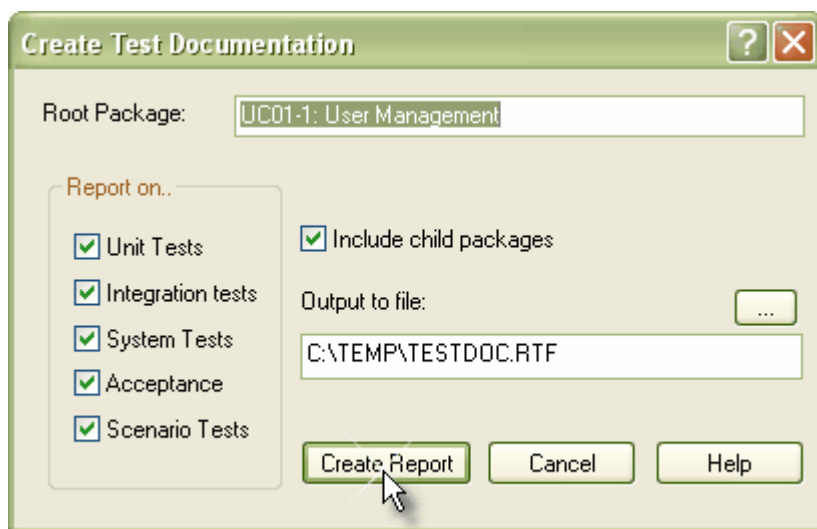 Create Test Documentation
Root Package: UC01-1: User Management
Report on..
Unit Tests
Integration tests
System Tests
Acceptance
Scenario Tests
Include child packages
Output to file:
...
C:\TEMP\TESTDOC.RTF
Create Report Cancel Help